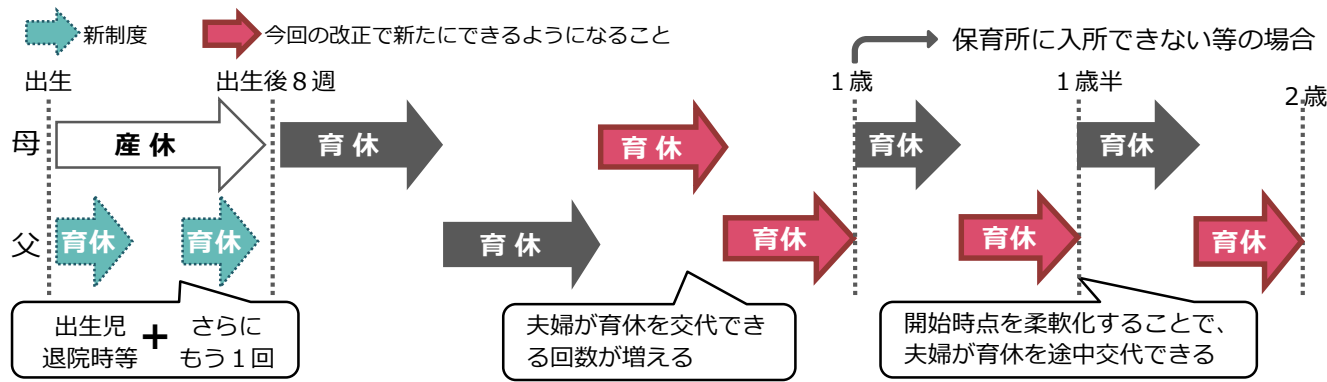 新制度
今回の改正で新たにできるようになること
保育所に入所できない等の場合
出生
出生後８週
１歳
１歳半
２歳
母
産 休
育 休
育 休
育休
育休
父
育休
育休
育 休
育休
育休
育休
出生児
退院時等
+
さらに
もう１回
夫婦が育休を交代でき
る回数が増える
開始時点を柔軟化することで、
夫婦が育休を途中交代できる